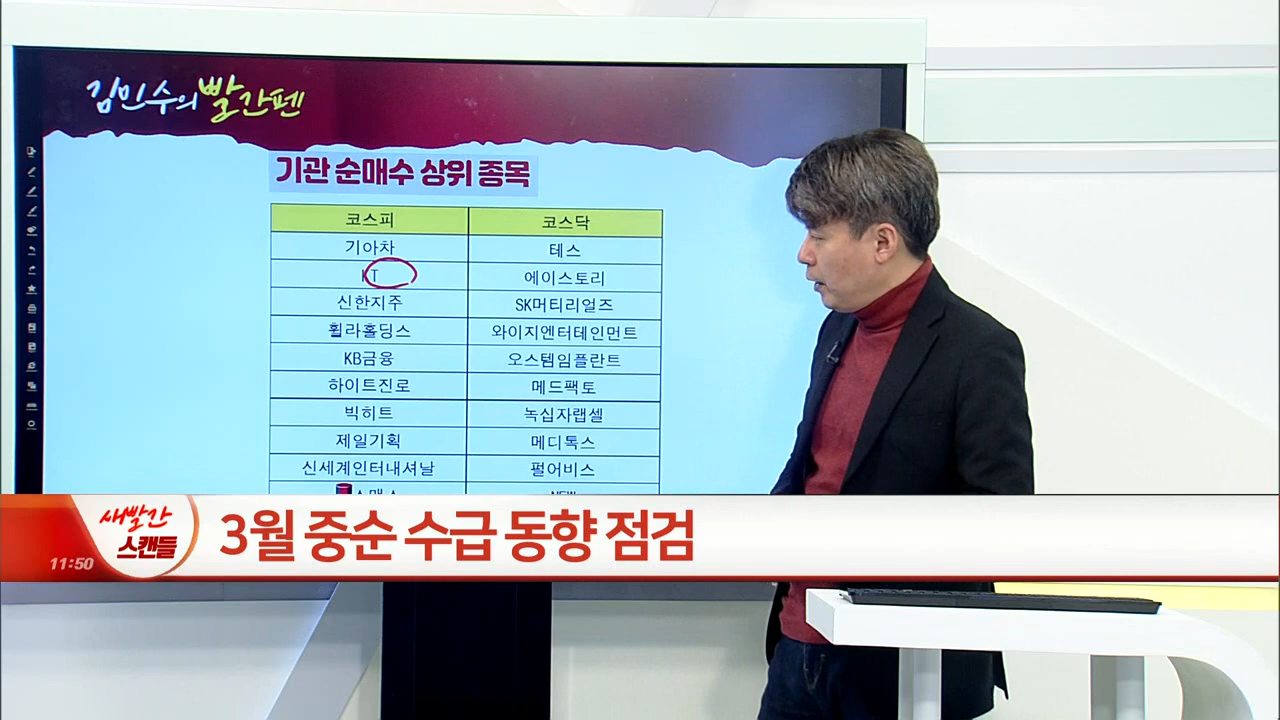 김민수의 빨간펜
기관 순매수 상위 종목
코스피 코스닥
기아차 테스
KT 에이스토리
신한지주 SK머티리얼즈
휠라홀딩스 와이지엔터테인먼트
KB금융 오스템임플란트
하이트진로 메드팩토
빅히트 녹십자랩셀
제일기획 메디톡스
신세계인터내셔날 펄어비스
새빨간
스캔들
11:50
3월 중순 수급 동향 점검